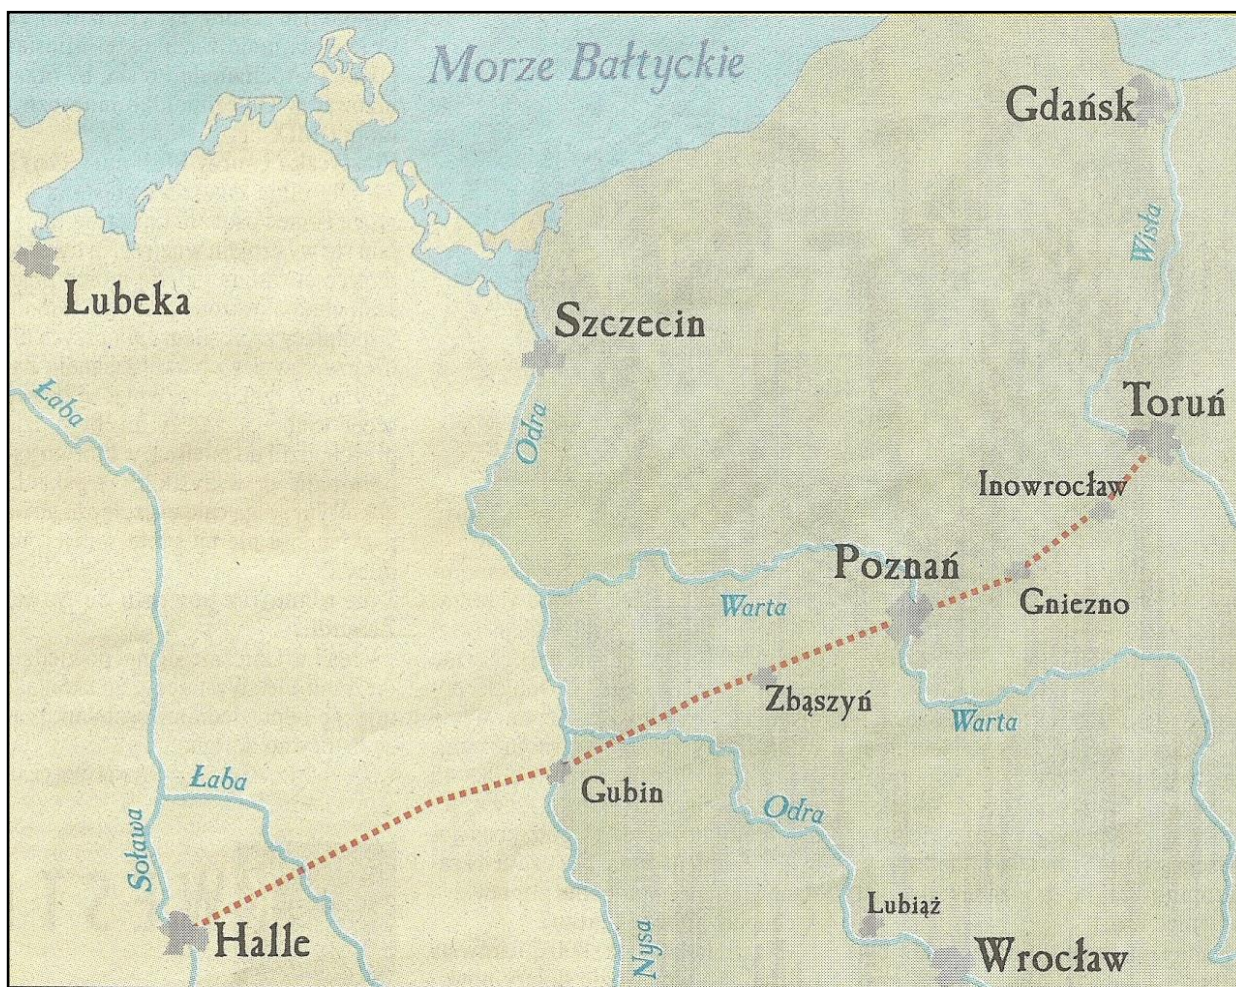 Morze Bałtyckie
Gdańsk
Wisła
Lubeka
Szczecin
Łaba
Odra
Toruń
Inowrocław
Poznań
Warta
Gniezno
Zbąszyń
Warta
Łaba
Gubin
Odra
Soława
Lubiąż
Halle
Nysa
Wrocław